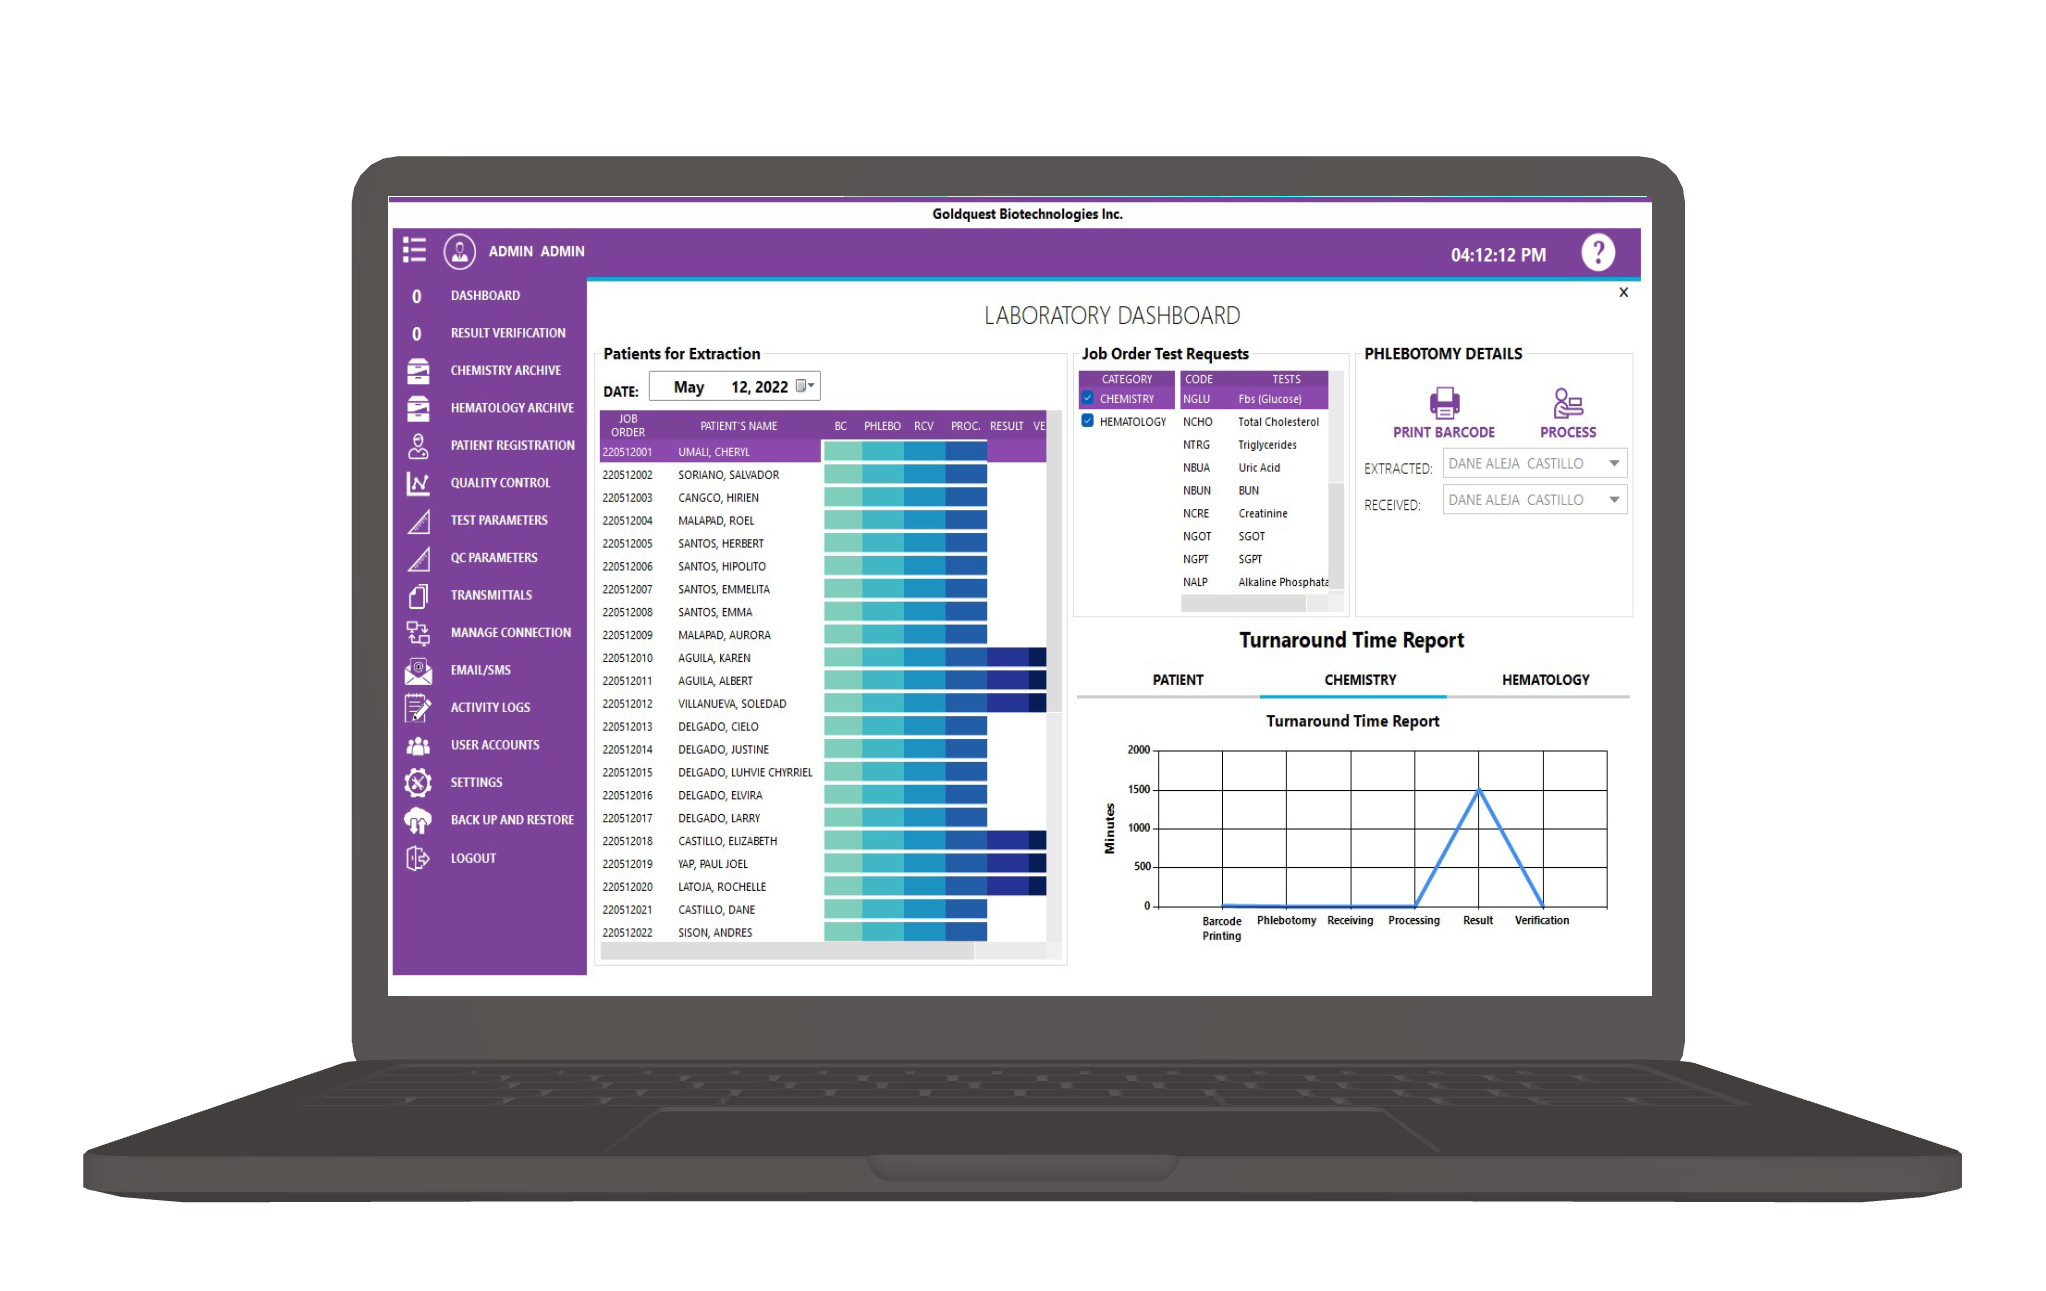 Goldquest Biotechnologies Inc.
ADMIN ADMIN
04:12:12 PM
?
0 DASHBOARD
0 RESULT VERIFICATION
CHEMISTRY ARCHIVE
HEMATOLOGY ARCHIVE
PATIENT REGISTRATION
QUALITY CONTROL
TEST PARAMETERS
QC PARAMETERS
TRANSMITTALS
MANAGE CONNECTION
EMAIL/SMS
ACTIVITY LOGS
USER ACCOUNTS
SETTINGS
BACK UP AND RESTORE
LOGOUT
X
LABORATORY DASHBOARD
Patients for Extraction
DATE: May 12, 2022
JOB ORDER PATIENT'S NAME BC PHLEBO RCV PROC. RESULT VE
220512001 UMALI, CHERYL
220512002 SORIANO, SALVADOR
220512003 CANGCO, HIRIEN
220512004 MALAPAD, ROEL
220512005 SANTOS, HERBERT
220512006 SANTOS, HIPOLITO
220512007 SANTOS, EMMELITA
220512008 SANTOS, EMMA
220512009 MALAPAD, AURORA
220512010 AGUILA, KAREN
220512011 AGUILA, ALBERT
220512012 VILLANUEVA, SOLEDAD
220512013 DELGADO, CIELO
220512014 DELGADO, JUSTINE
220512015 DELGADO, LUHVIE CHYRRIEL
220512016 DELGADO, ELVIRA
220512017 DELGADO, LARRY
220512018 CASTILLO, ELIZABETH
220512019 YAP, PAUL JOEL
220512020 LATOJA, ROCHELLE
220512021 CASTILLO, DANE
220512022 SISON, ANDRES
Job Order Test Requests
CATEGORY
CHEMISTRY
HEMATOLOGY
CODE TESTS
NGLU Fbs (Glucose)
NCHO Total Cholesterol
NTRG Triglycerides
NBUA Uric Acid
NBUN BUN
NCRE Creatinine
NGOT SGOT
NGPT SGPT
NALP Alkaline Phosphata
PHLEBOTOMY DETAILS
PRINT BARCODE PROCESS
EXTRACTED: DANE ALEJA CASTILLO
RECEIVED: DANE ALEJA CASTILLO
Turnaround Time Report
PATIENT CHEMISTRY HEMATOLOGY
Turnaround Time Report
Minutes
2000
1500
1000
500
0
Barcode Printing Phlebotomy Receiving Processing Result Verification